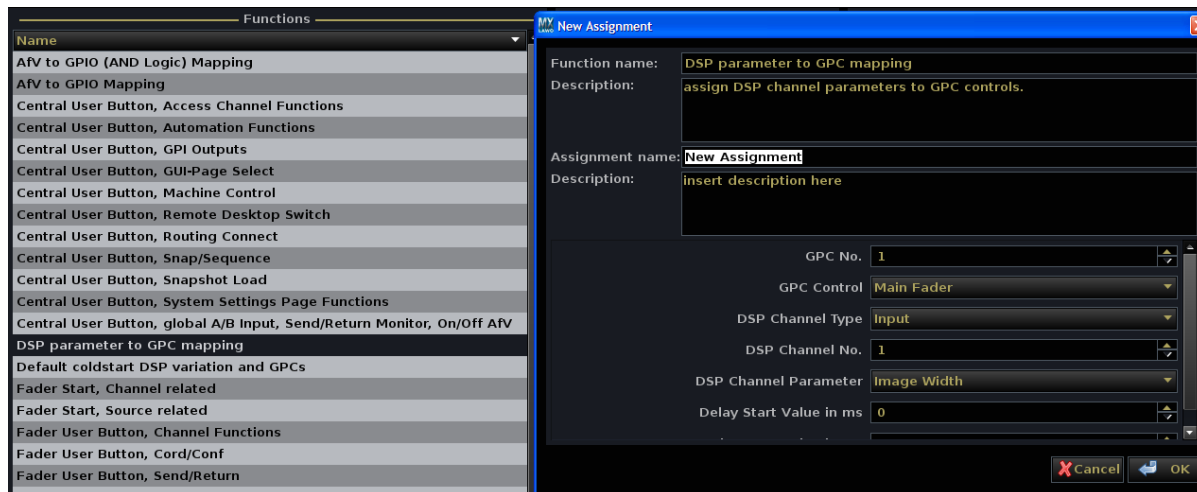 Functions
Name
AfV to GPIO (AND Logic) Mapping
AfV to GPIO Mapping
Central User Button, Access Channel Functions
Central User Button, Automation Functions
Central User Button, GPI Outputs
Central User Button, GUI-Page Select
Central User Button, Machine Control
Central User Button, Remote Desktop Switch
Central User Button, Routing Connect
Central User Button, Snap/Sequence
Central User Button, Snapshot Load
Central User Button, System Settings Page Functions
Central User Button, global A/B Input, Send/Return Monitor, On/Off AfV
DSP parameter to GPC mapping
Default coldstart DSP variation and GPCs
Fader Start, Channel related
Fader Start, Source related
Fader User Button, Channel Functions
Fader User Button, Cord/Conf
Fader User Button, Send/Return
MX LAWO New Assignment
Function name: DSP parameter to GPC mapping
Description: assign DSP channel parameters to GPC controls.
Assignment name: New Assignment
Description: insert description here
GPC No. 1
GPC Control Main Fader
DSP Channel Type Input
DSP Channel No. 1
DSP Channel Parameter Image Width
Delay Start Value in ms 0
Cancel OK